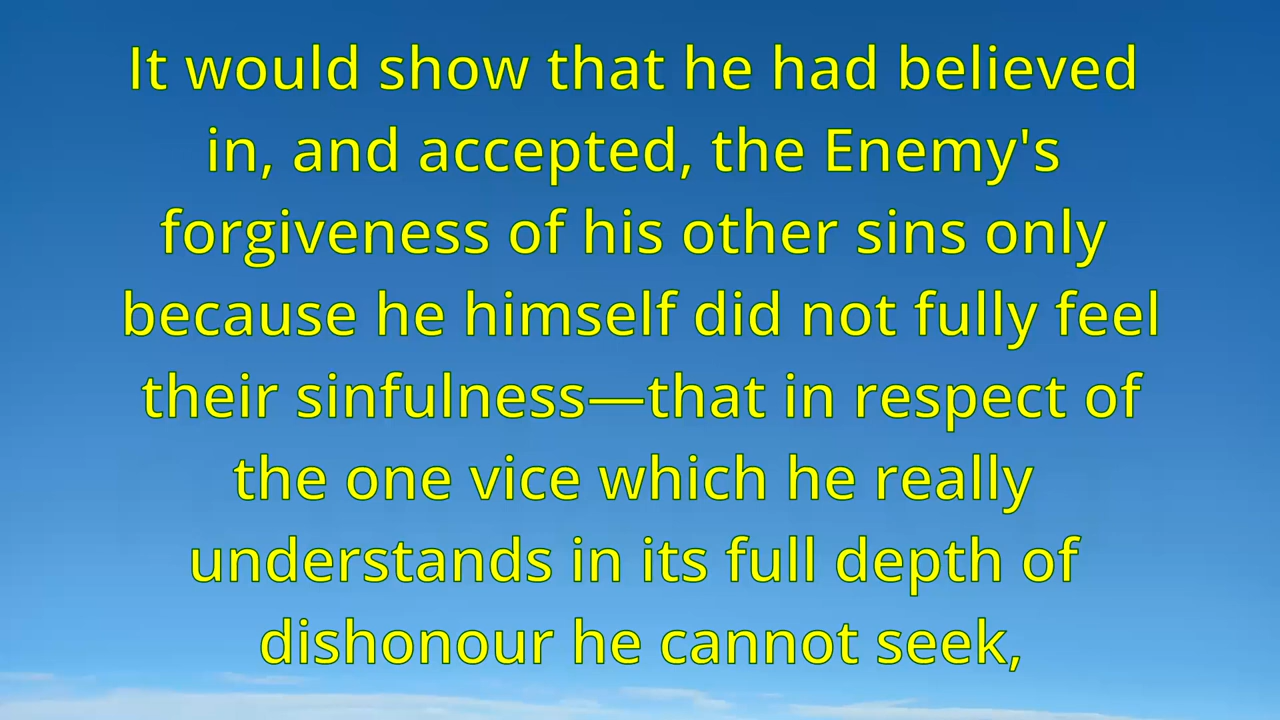 It would show that he had believed
in, and accepted, the Enemy's
forgiveness of his other sins only
because he himself did not fully feel
their sinfulness—that in respect of
the one vice which he really
understands in its full depth of
dishonour he cannot seek,